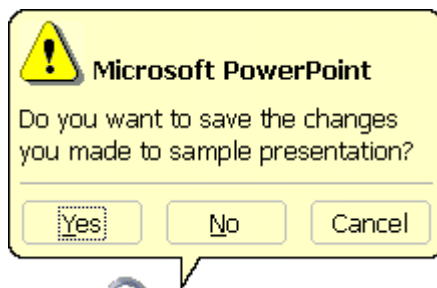 Microsoft PowerPoint
Do you want to save the changes
you made to sample presentation?
Yes No Cancel